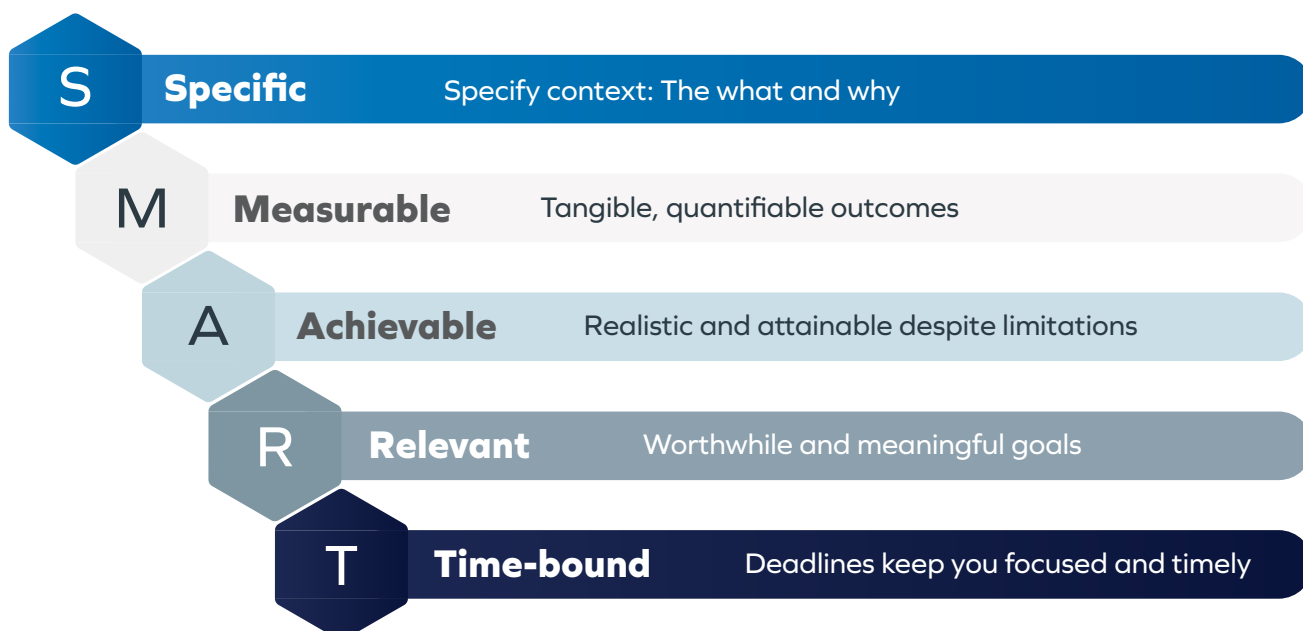 S Specific Specify context: The what and why
M Measurable Tangible, quantifiable outcomes
A Achievable Realistic and attainable despite limitations
R Relevant Worthwhile and meaningful goals
T Time-bound Deadlines keep you focused and timely